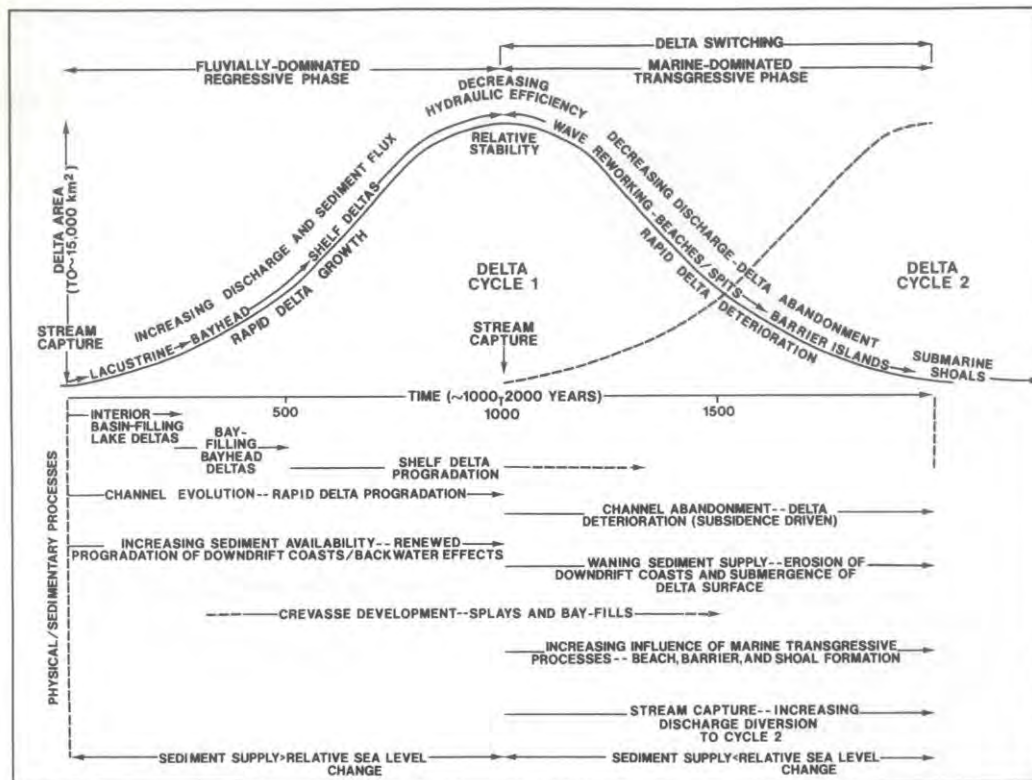 DELTA SWITCHING
FLUVIALLY-DOMINATED
REGRESSIVE PHASE
MARINE-DOMINATED
TRANSGRESSIVE PHASE
DECREASING
HYDRAULIC EFFICIENCY
RELATIVE
STABILITY
DELTA AREA
(TO~15,000 km²)
INCREASING DISCHARGE AND SEDIMENT FLUX
LACUSTRINE BAYHEAD SHELF DELTAS
RAPID DELTA GROWTH
DECREASING DISCHARGE-DELTA ABANDONMENT
WAVE REWORKING-BEACHES/SPITS BARRIER ISLANDS SUBMARINE
SHOALS
RAPID DELTA DETERIORATION
DELTA
CYCLE 1
DELTA
CYCLE 2
STREAM
CAPTURE
STREAM
CAPTURE
TIME (~1000-2000 YEARS)
500
1000
1500
PHYSICAL/SEDIMENTARY PROCESSES
INTERIOR
BASIN-FILLING
LAKE DELTAS
BAY-
FILLING
BAYHEAD
DELTAS
SHELF DELTA
PROGRADATION
CHANNEL EVOLUTION--RAPID DELTA PROGRADATION
CHANNEL ABANDONMENT--DELTA
DETERIORATION (SUBSIDENCE DRIVEN)
INCREASING SEDIMENT AVAILABILITY--RENEWED
PROGRADATION OF DOWNDRIFT COASTS/BACKWATER EFFECTS
WANING SEDIMENT SUPPLY--EROSION OF
DOWNDRIFT COASTS AND SUBMERGENCE OF
DELTA SURFACE
CREVASSE DEVELOPMENT--SPLAYS AND BAY-FILLS
INCREASING INFLUENCE OF MARINE TRANSGRESSIVE
PROCESSES--BEACH, BARRIER, AND SHOAL FORMATION
STREAM CAPTURE--INCREASING
DISCHARGE DIVERSION
TO CYCLE 2
SEDIMENT SUPPLY>RELATIVE SEA LEVEL
CHANGE
SEDIMENT SUPPLY<RELATIVE SEA LEVEL
CHANGE